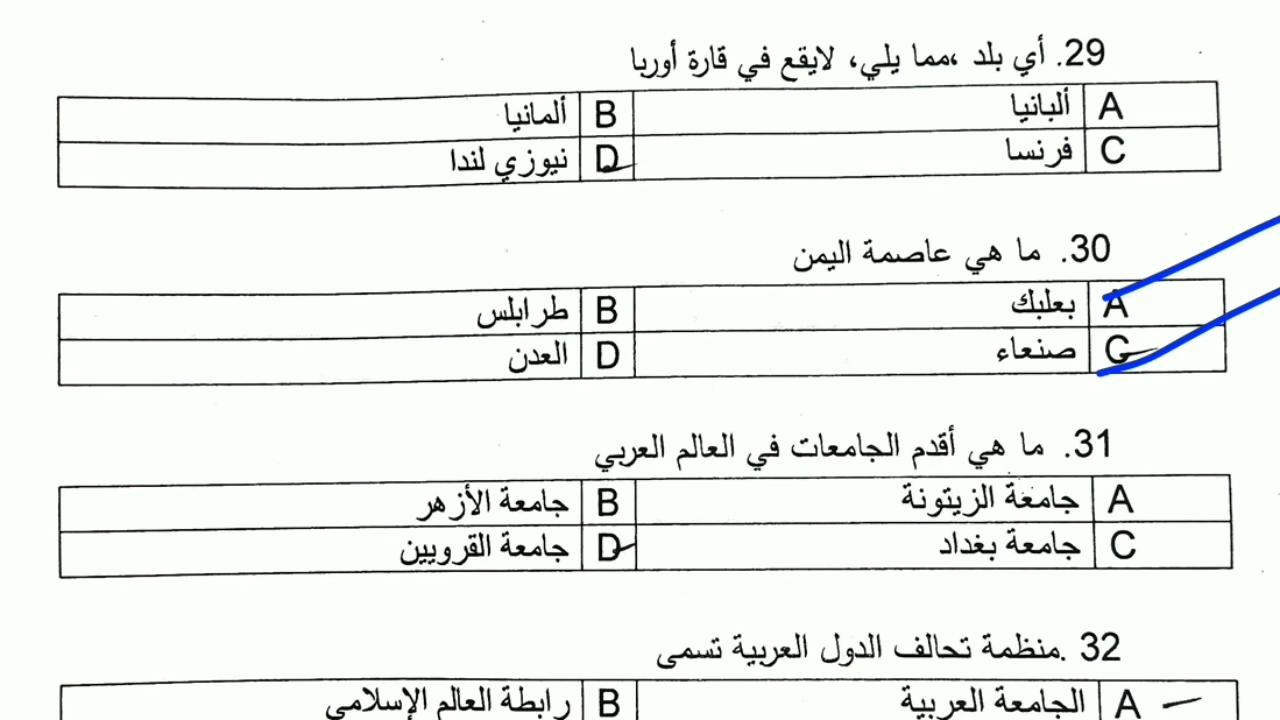 29. أي بلد ،مما يلي، لايقع في قارة أوربا
A ألبانيا B ألمانيا
C فرنسا D نيوزي لندا
30. ما هي عاصمة اليمن
A بعلبك B طرابلس
C صنعاء D العدن
31. ما هي أقدم الجامعات في العالم العربي
A جامعة الزيتونة B جامعة الأزهر
C جامعة بغداد D جامعة القرويين
32 .منظمة تحالف الدول العربية تسمى
A الجامعة العربية B رابطة العالم الإسلامي